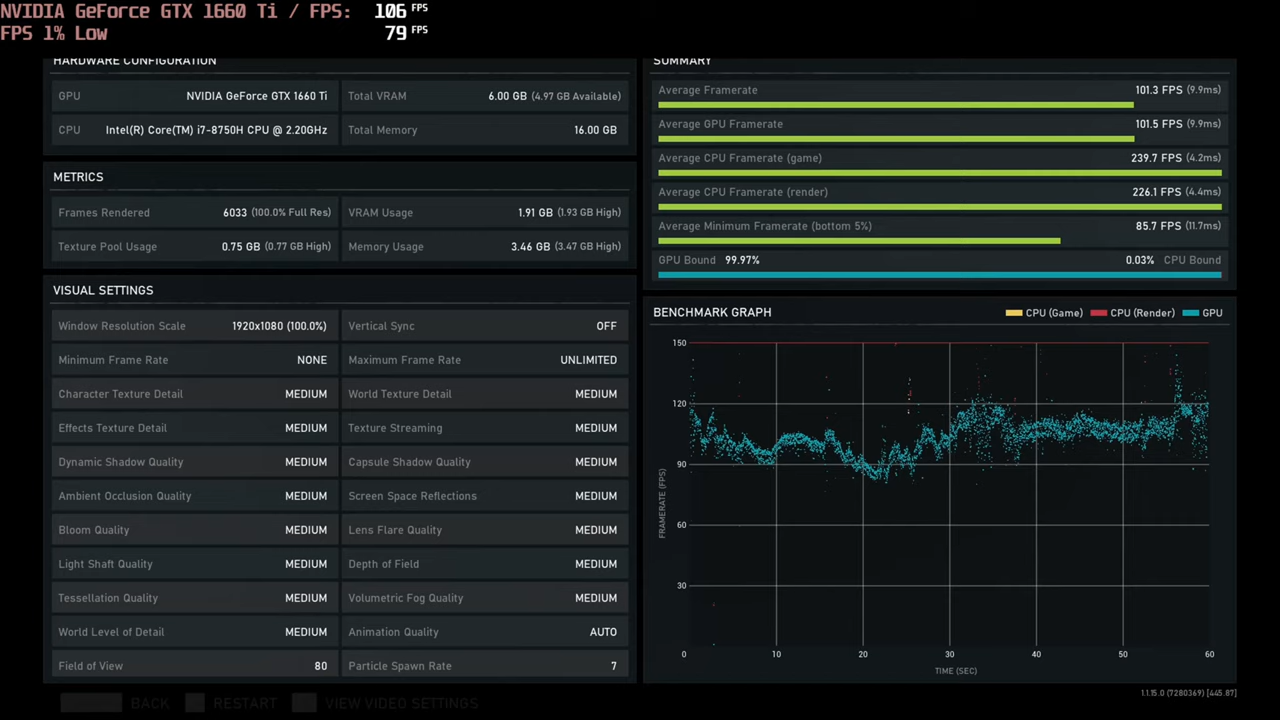 NVIDIA GeForce GTX 1660 Ti / FPS: 106 FPS
FPS 1% Low 79 FPS
HARDWARE CONFIGURATION
GPU NVIDIA GeForce GTX 1660 Ti Total VRAM 6.00 GB (4.97 GB Available)
CPU Intel(R) Core(TM) i7-8750H CPU @ 2.20GHz Total Memory 16.00 GB
METRICS
Frames Rendered 6033 (100.0% Full Res) VRAM Usage 1.91 GB (1.93 GB High)
Texture Pool Usage 0.75 GB (0.77 GB High) Memory Usage 3.46 GB (3.47 GB High)
VISUAL SETTINGS
Window Resolution Scale 1920x1080 (100.0%) Vertical Sync OFF
Minimum Frame Rate NONE Maximum Frame Rate UNLIMITED
Character Texture Detail MEDIUM World Texture Detail MEDIUM
Effects Texture Detail MEDIUM Texture Streaming MEDIUM
Dynamic Shadow Quality MEDIUM Capsule Shadow Quality MEDIUM
Ambient Occlusion Quality MEDIUM Screen Space Reflections MEDIUM
Bloom Quality MEDIUM Lens Flare Quality MEDIUM
Light Shaft Quality MEDIUM Depth of Field MEDIUM
Tessellation Quality MEDIUM Volumetric Fog Quality MEDIUM
World Level of Detail MEDIUM Animation Quality AUTO
Field of View 80 Particle Spawn Rate 7
SUMMARY
Average Framerate 101.3 FPS (9.9ms)
Average GPU Framerate 101.5 FPS (9.9ms)
Average CPU Framerate (game) 239.7 FPS (4.2ms)
Average CPU Framerate (render) 226.1 FPS (4.4ms)
Average Minimum Framerate (bottom 5%) 85.7 FPS (11.7ms)
GPU Bound 99.97% 0.03% CPU Bound
BENCHMARK GRAPH CPU (Game) CPU (Render) GPU
150
120
90
60
30
FRAMERATE (FPS)
0 10 20 30 40 50 60
TIME (SEC)
BACK RESTART VIEW VIDEO SETTINGS
1.1.15.0 (7280369) [445.87]